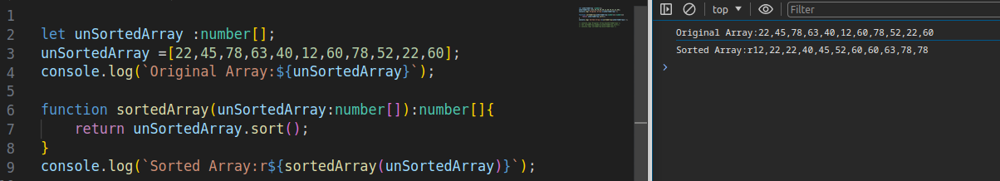 1
2 let unSortedArray :number[];
3 unSortedArray =[22,45,78,63,40,12,60,78,52,22,60];
4 console.log(`Original Array:${unSortedArray}`);
5
6 function sortedArray(unSortedArray:number[]):number[]{
7 return unSortedArray.sort();
8 }
9 console.log(`Sorted Array:r${sortedArray(unSortedArray)}`);
top
Filter
Original Array:22,45,78,63,40,12,60,78,52,22,60
Sorted Array:r12,22,22,40,45,52,60,60,63,78,78
>